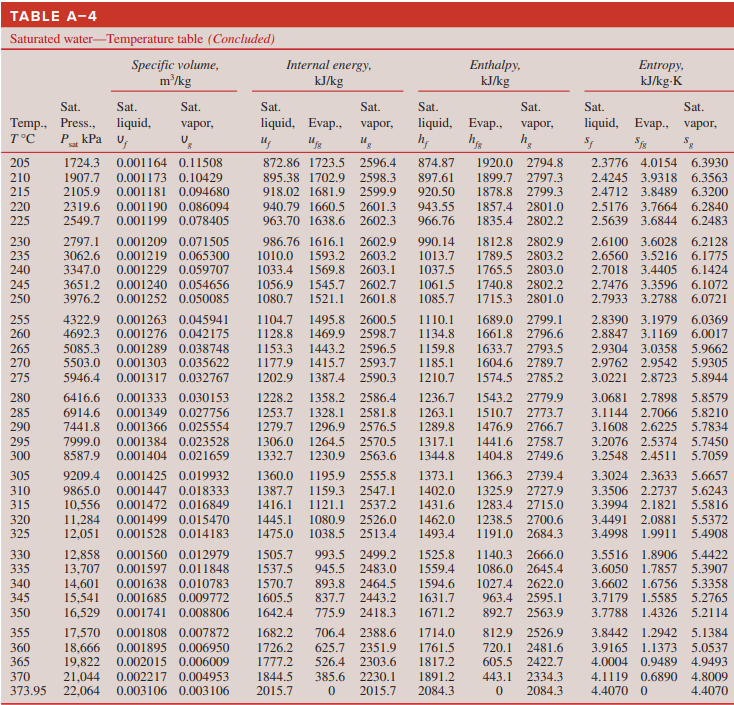 TABLE A–4
Saturated water—Temperature table (Concluded)
Specific volume, Internal energy, Enthalpy, Entropy,
m³/kg kJ/kg kJ/kg kJ/kg·K
Sat. Sat. Sat. Sat. Sat. Sat. Sat. Sat. Sat.
Temp., Press., liquid, vapor, liquid, Evap., vapor, liquid, Evap., vapor, liquid, Evap., vapor,
T °C P_sat kPa υ_f υ_g u_f u_fg u_g h_f h_fg h_g s_f s_fg s_g
205 1724.3 0.001164 0.11508 872.86 1723.5 2596.4 874.87 1920.0 2794.8 2.3776 4.0154 6.3930
210 1907.7 0.001173 0.10429 895.38 1702.9 2598.3 897.61 1899.7 2797.3 2.4245 3.9318 6.3563
215 2105.9 0.001181 0.094680 918.02 1681.9 2599.9 920.50 1878.8 2799.3 2.4712 3.8489 6.3200
220 2319.6 0.001190 0.086094 940.79 1660.5 2601.3 943.55 1857.4 2801.0 2.5176 3.7664 6.2840
225 2549.7 0.001199 0.078405 963.70 1638.6 2602.3 966.76 1835.4 2802.2 2.5639 3.6844 6.2483
230 2797.1 0.001209 0.071505 986.76 1616.1 2602.9 990.14 1812.8 2802.9 2.6100 3.6028 6.2128
235 3062.6 0.001219 0.065300 1010.0 1593.2 2603.2 1013.7 1789.5 2803.2 2.6560 3.5216 6.1775
240 3347.0 0.001229 0.059707 1033.4 1569.8 2603.1 1037.5 1765.5 2803.0 2.7018 3.4405 6.1424
245 3651.2 0.001240 0.054656 1056.9 1545.7 2602.7 1061.5 1740.8 2802.2 2.7476 3.3596 6.1072
250 3976.2 0.001252 0.050085 1080.7 1521.1 2601.8 1085.7 1715.3 2801.0 2.7933 3.2788 6.0721
255 4322.9 0.001263 0.045941 1104.7 1495.8 2600.5 1110.1 1689.0 2799.1 2.8390 3.1979 6.0369
260 4692.3 0.001276 0.042175 1128.8 1469.9 2598.7 1134.8 1661.8 2796.6 2.8847 3.1169 6.0017
265 5085.3 0.001289 0.038748 1153.3 1443.2 2596.5 1159.8 1633.7 2793.5 2.9304 3.0358 5.9662
270 5503.0 0.001303 0.035622 1177.9 1415.7 2593.7 1185.1 1604.6 2789.7 2.9762 2.9542 5.9305
275 5946.4 0.001317 0.032767 1202.9 1387.4 2590.3 1210.7 1574.5 2785.2 3.0221 2.8723 5.8944
280 6416.6 0.001333 0.030153 1228.2 1358.2 2586.4 1236.7 1543.2 2779.9 3.0681 2.7898 5.8579
285 6914.6 0.001349 0.027756 1253.7 1328.1 2581.8 1263.1 1510.7 2773.7 3.1144 2.7066 5.8210
290 7441.8 0.001366 0.025554 1279.7 1296.9 2576.5 1289.8 1476.9 2766.7 3.1608 2.6225 5.7834
295 7999.0 0.001384 0.023528 1306.0 1264.5 2570.5 1317.1 1441.6 2758.7 3.2076 2.5374 5.7450
300 8587.9 0.001404 0.021659 1332.7 1230.9 2563.6 1344.8 1404.8 2749.6 3.2548 2.4511 5.7059
305 9209.4 0.001425 0.019932 1360.0 1195.9 2555.8 1373.1 1366.3 2739.4 3.3024 2.3633 5.6657
310 9865.0 0.001447 0.018333 1387.7 1159.3 2547.1 1402.0 1325.9 2727.9 3.3506 2.2737 5.6243
315 10,556 0.001472 0.016849 1416.1 1121.1 2537.2 1431.6 1283.4 2715.0 3.3994 2.1821 5.5816
320 11,284 0.001499 0.015470 1445.1 1080.9 2526.0 1462.0 1238.5 2700.6 3.4491 2.0881 5.5372
325 12,051 0.001528 0.014183 1475.0 1038.5 2513.4 1493.4 1191.0 2684.3 3.4998 1.9911 5.4908
330 12,858 0.001560 0.012979 1505.7 993.5 2499.2 1525.8 1140.3 2666.0 3.5516 1.8906 5.4422
335 13,707 0.001597 0.011848 1537.5 945.5 2483.0 1559.4 1086.0 2645.4 3.6050 1.7857 5.3907
340 14,601 0.001638 0.010783 1570.7 893.8 2464.5 1594.6 1027.4 2622.0 3.6602 1.6756 5.3358
345 15,541 0.001685 0.009772 1605.5 837.7 2443.2 1631.7 963.4 2595.1 3.7179 1.5585 5.2765
350 16,529 0.001741 0.008806 1642.4 775.9 2418.3 1671.2 892.7 2563.9 3.7788 1.4326 5.2114
355 17,570 0.001808 0.007872 1682.2 706.4 2388.6 1714.0 812.9 2526.9 3.8442 1.2942 5.1384
360 18,666 0.001895 0.006950 1726.2 625.7 2351.9 1761.5 720.1 2481.6 3.9165 1.1373 5.0537
365 19,822 0.002015 0.006009 1777.2 526.4 2303.6 1817.2 605.5 2422.7 4.0004 0.9489 4.9493
370 21,044 0.002217 0.004953 1844.5 385.6 2230.1 1891.2 443.1 2334.3 4.1119 0.6890 4.8009
373.95 22,064 0.003106 0.003106 2015.7 0 2015.7 2084.3 0 2084.3 4.4070 0 4.4070